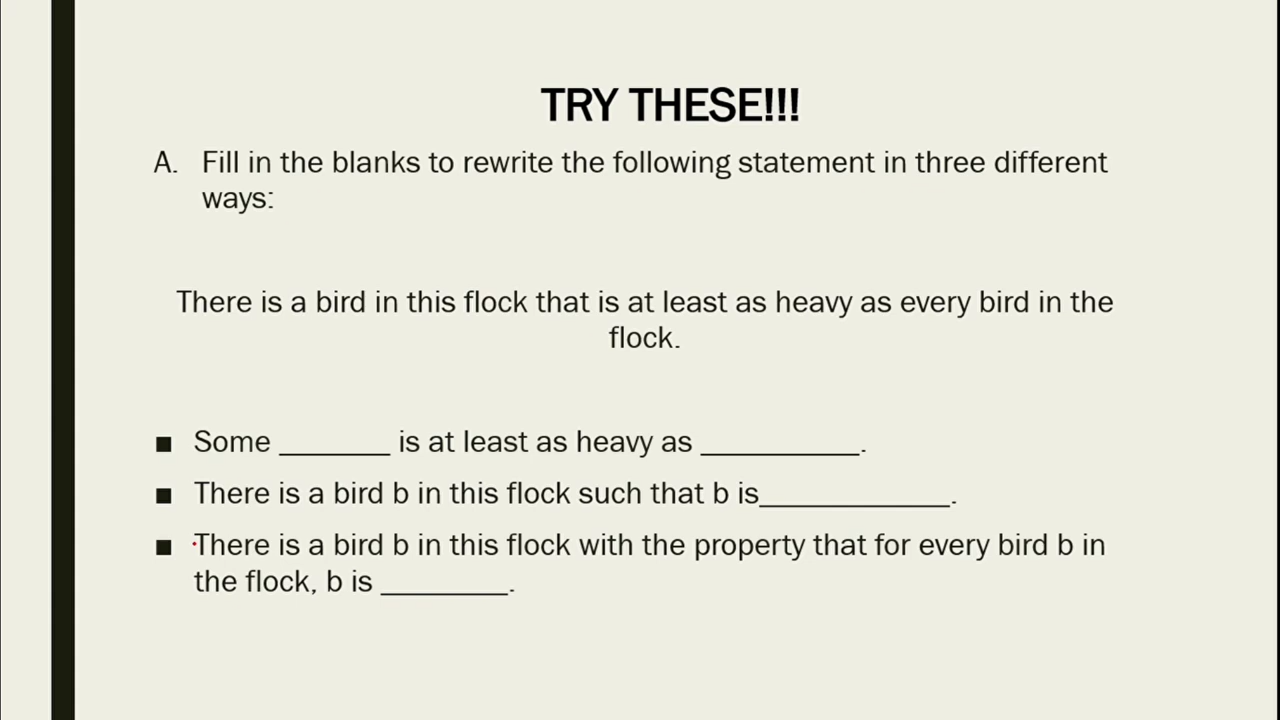 TRY THESE!!!
A. Fill in the blanks to rewrite the following statement in three different
ways:
There is a bird in this flock that is at least as heavy as every bird in the
flock.
■ Some _______ is at least as heavy as __________.
■ There is a bird b in this flock such that b is____________.
■ There is a bird b in this flock with the property that for every bird b in
the flock, b is ________.